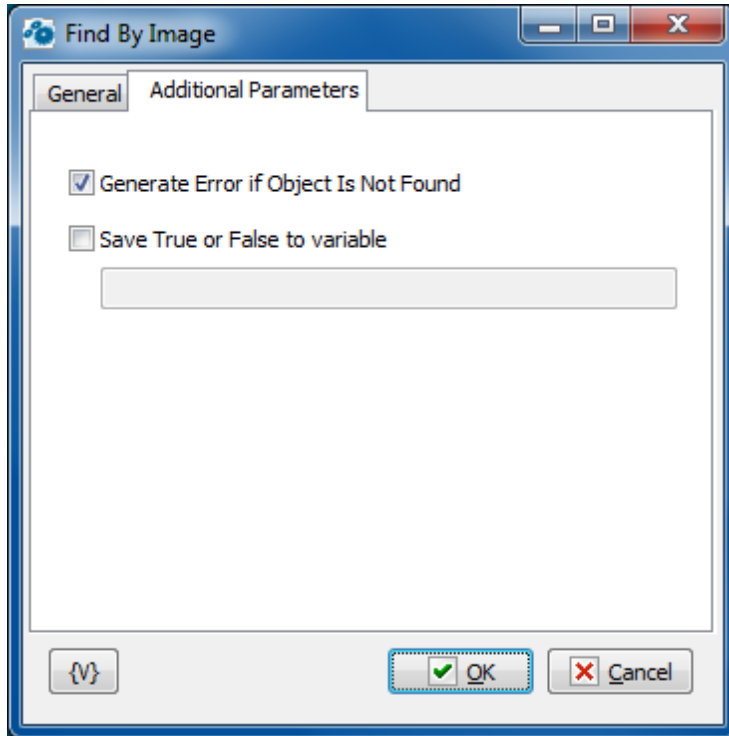 Find By Image
General Additional Parameters
Generate Error if Object Is Not Found
Save True or False to variable
{V} OK Cancel